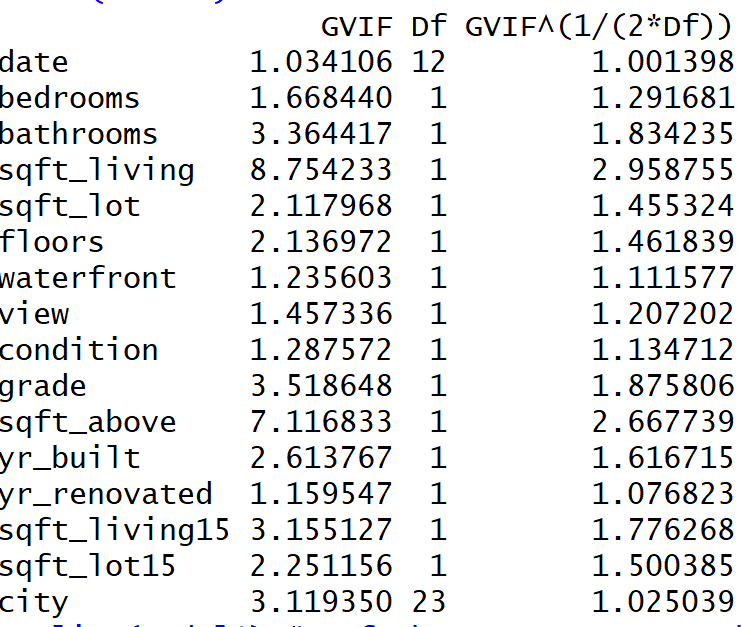 GVIF Df GVIF^(1/(2*Df))
date 1.034106 12 1.001398
bedrooms 1.668440 1 1.291681
bathrooms 3.364417 1 1.834235
sqft_living 8.754233 1 2.958755
sqft_lot 2.117968 1 1.455324
floors 2.136972 1 1.461839
waterfront 1.235603 1 1.111577
view 1.457336 1 1.207202
condition 1.287572 1 1.134712
grade 3.518648 1 1.875806
sqft_above 7.116833 1 2.667739
yr_built 2.613767 1 1.616715
yr_renovated 1.159547 1 1.076823
sqft_living15 3.155127 1 1.776268
sqft_lot15 2.251156 1 1.500385
city 3.119350 23 1.025039